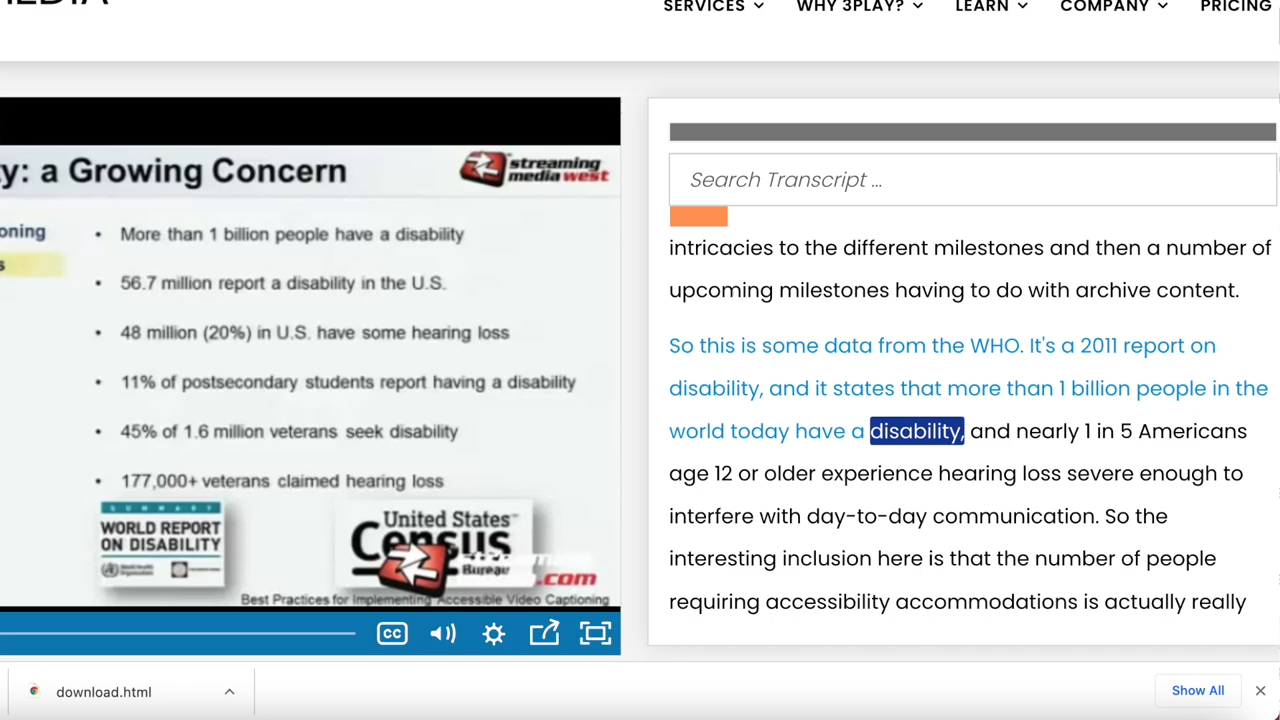 SERVICES
WHY 3PLAY?
LEARN
COMPANY
PRICING
y: a Growing Concern
streaming
media west
oning
s
• More than 1 billion people have a disability
• 56.7 million report a disability in the U.S.
• 48 million (20%) in U.S. have some hearing loss
• 11% of postsecondary students report having a disability
• 45% of 1.6 million veterans seek disability
• 177,000+ veterans claimed hearing loss
SUMMARY
WORLD REPORT
ON DISABILITY
United States™
Census
Bureau
.com
Best Practices for Implementing Accessible Video Captioning
CC
Search Transcript ...
intricacies to the different milestones and then a number of
upcoming milestones having to do with archive content.
So this is some data from the WHO. It's a 2011 report on
disability, and it states that more than 1 billion people in the
world today have a disability, and nearly 1 in 5 Americans
age 12 or older experience hearing loss severe enough to
interfere with day-to-day communication. So the
interesting inclusion here is that the number of people
requiring accessibility accommodations is actually really
download.html
Show All